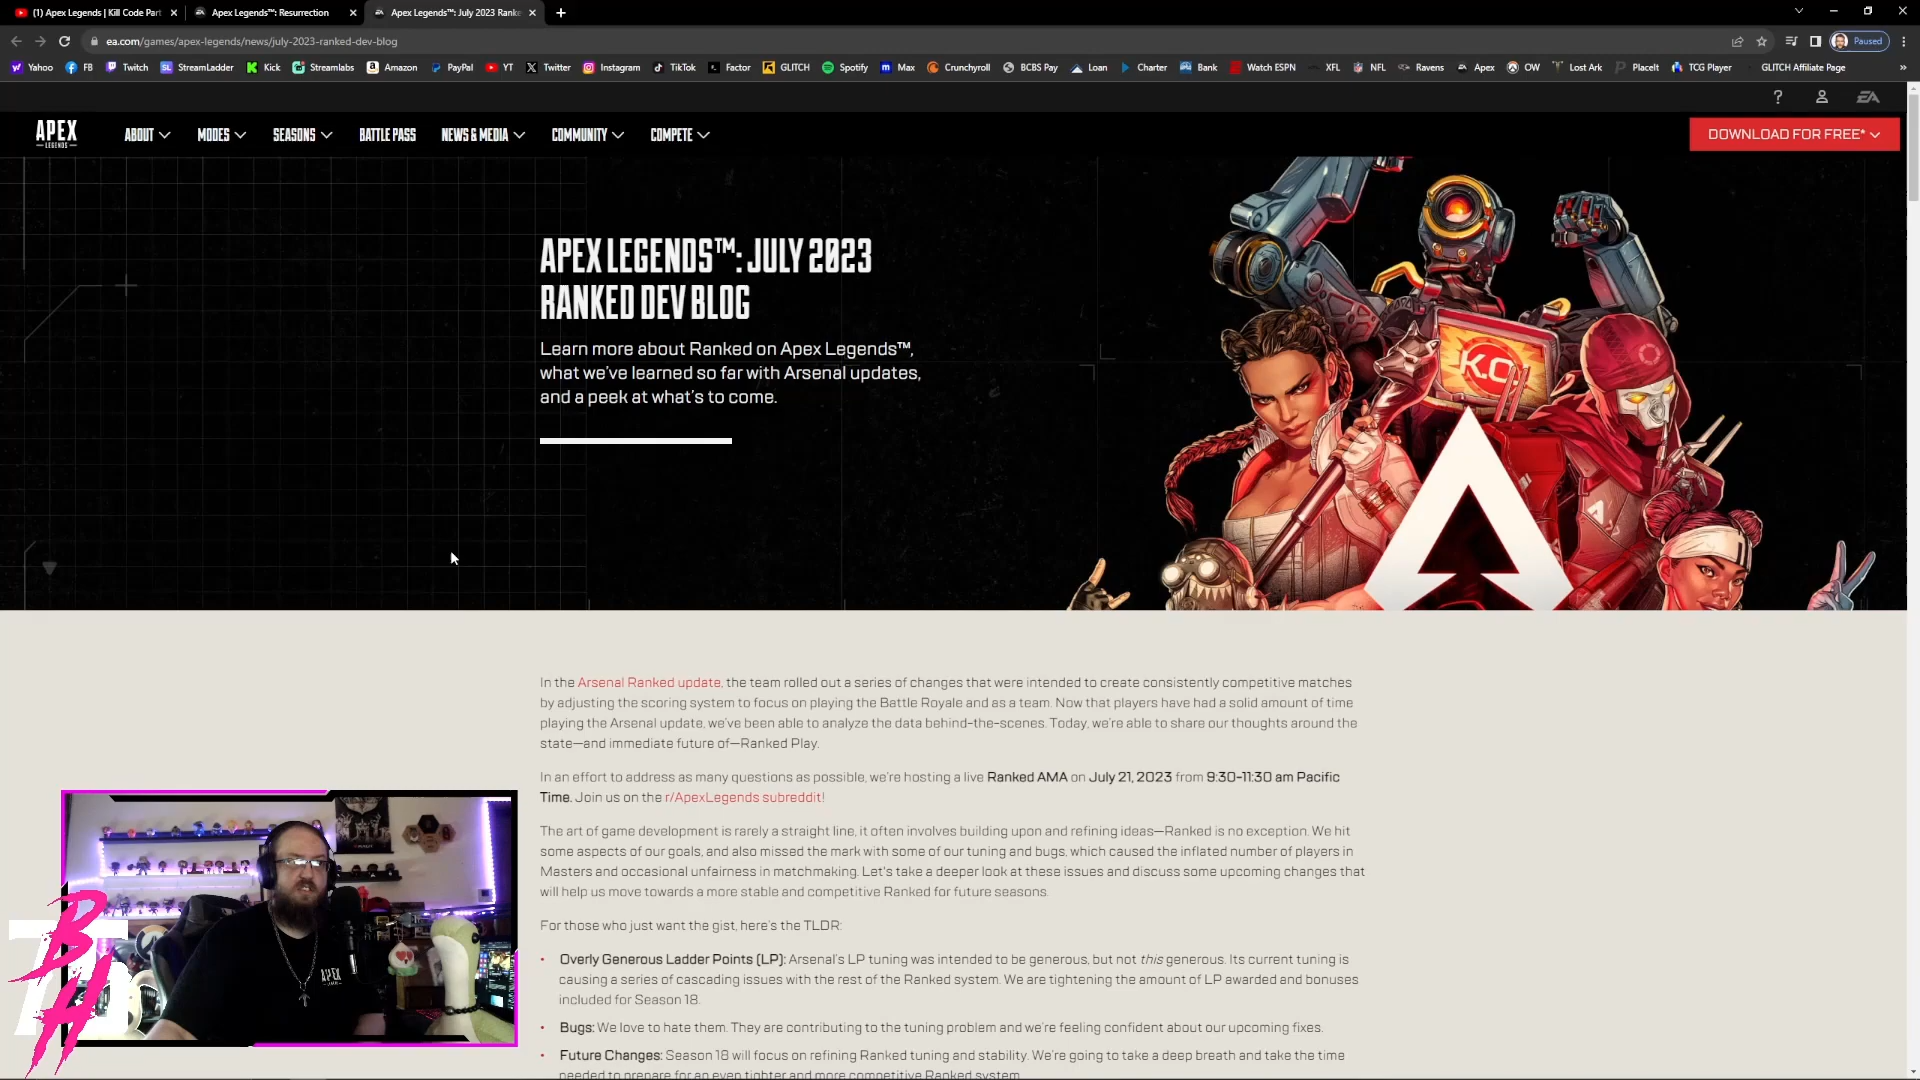 (1) Apex Legends | Kill Code Part
Apex Legends™: Resurrection
Apex Legends™: July 2023 Ranke
ea.com/games/apex-legends/news/july-2023-ranked-dev-blog
Paused
Yahoo FB Twitch StreamLadder Kick Streamlabs Amazon PayPal YT Twitter Instagram TikTok Factor GLITCH Spotify Max Crunchyroll BCBS Pay Loan Charter Bank Watch ESPN XFL NFL Ravens Apex OW Lost Ark PlaceIt TCG Player GLITCH Affiliate Page »
EA
APEX
LEGENDS
ABOUT MODES SEASONS BATTLE PASS NEWS & MEDIA COMMUNITY COMPETE
DOWNLOAD FOR FREE*
APEX LEGENDS™: JULY 2023
RANKED DEV BLOG
Learn more about Ranked on Apex Legends™,
what we've learned so far with Arsenal updates,
and a peek at what's to come.
K.O.
In the Arsenal Ranked update, the team rolled out a series of changes that were intended to create consistently competitive matches
by adjusting the scoring system to focus on playing the Battle Royale and as a team. Now that players have had a solid amount of time
playing the Arsenal update, we've been able to analyze the data behind-the-scenes. Today, we're able to share our thoughts around the
state—and immediate future of—Ranked Play.
In an effort to address as many questions as possible, we're hosting a live Ranked AMA on July 21, 2023 from 9:30-11:30 am Pacific
Time. Join us on the r/ApexLegends subreddit!
The art of game development is rarely a straight line, it often involves building upon and refining ideas—Ranked is no exception. We hit
some aspects of our goals, and also missed the mark with some of our tuning and bugs, which caused the inflated number of players in
Masters and occasional unfairness in matchmaking. Let's take a deeper look at these issues and discuss some upcoming changes that
will help us move towards a more stable and competitive Ranked for future seasons.
For those who just want the gist, here's the TLDR:
• Overly Generous Ladder Points (LP): Arsenal's LP tuning was intended to be generous, but not this generous. Its current tuning is
causing a series of cascading issues with the rest of the Ranked system. We are tightening the amount of LP awarded and bonuses
included for Season 18.
• Bugs: We love to hate them. They are contributing to the tuning problem and we're feeling confident about our upcoming fixes.
• Future Changes: Season 18 will focus on refining Ranked tuning and stability. We're going to take a deep breath and take the time
needed to prepare for an even tighter and more competitive Ranked system.
APEX
BH